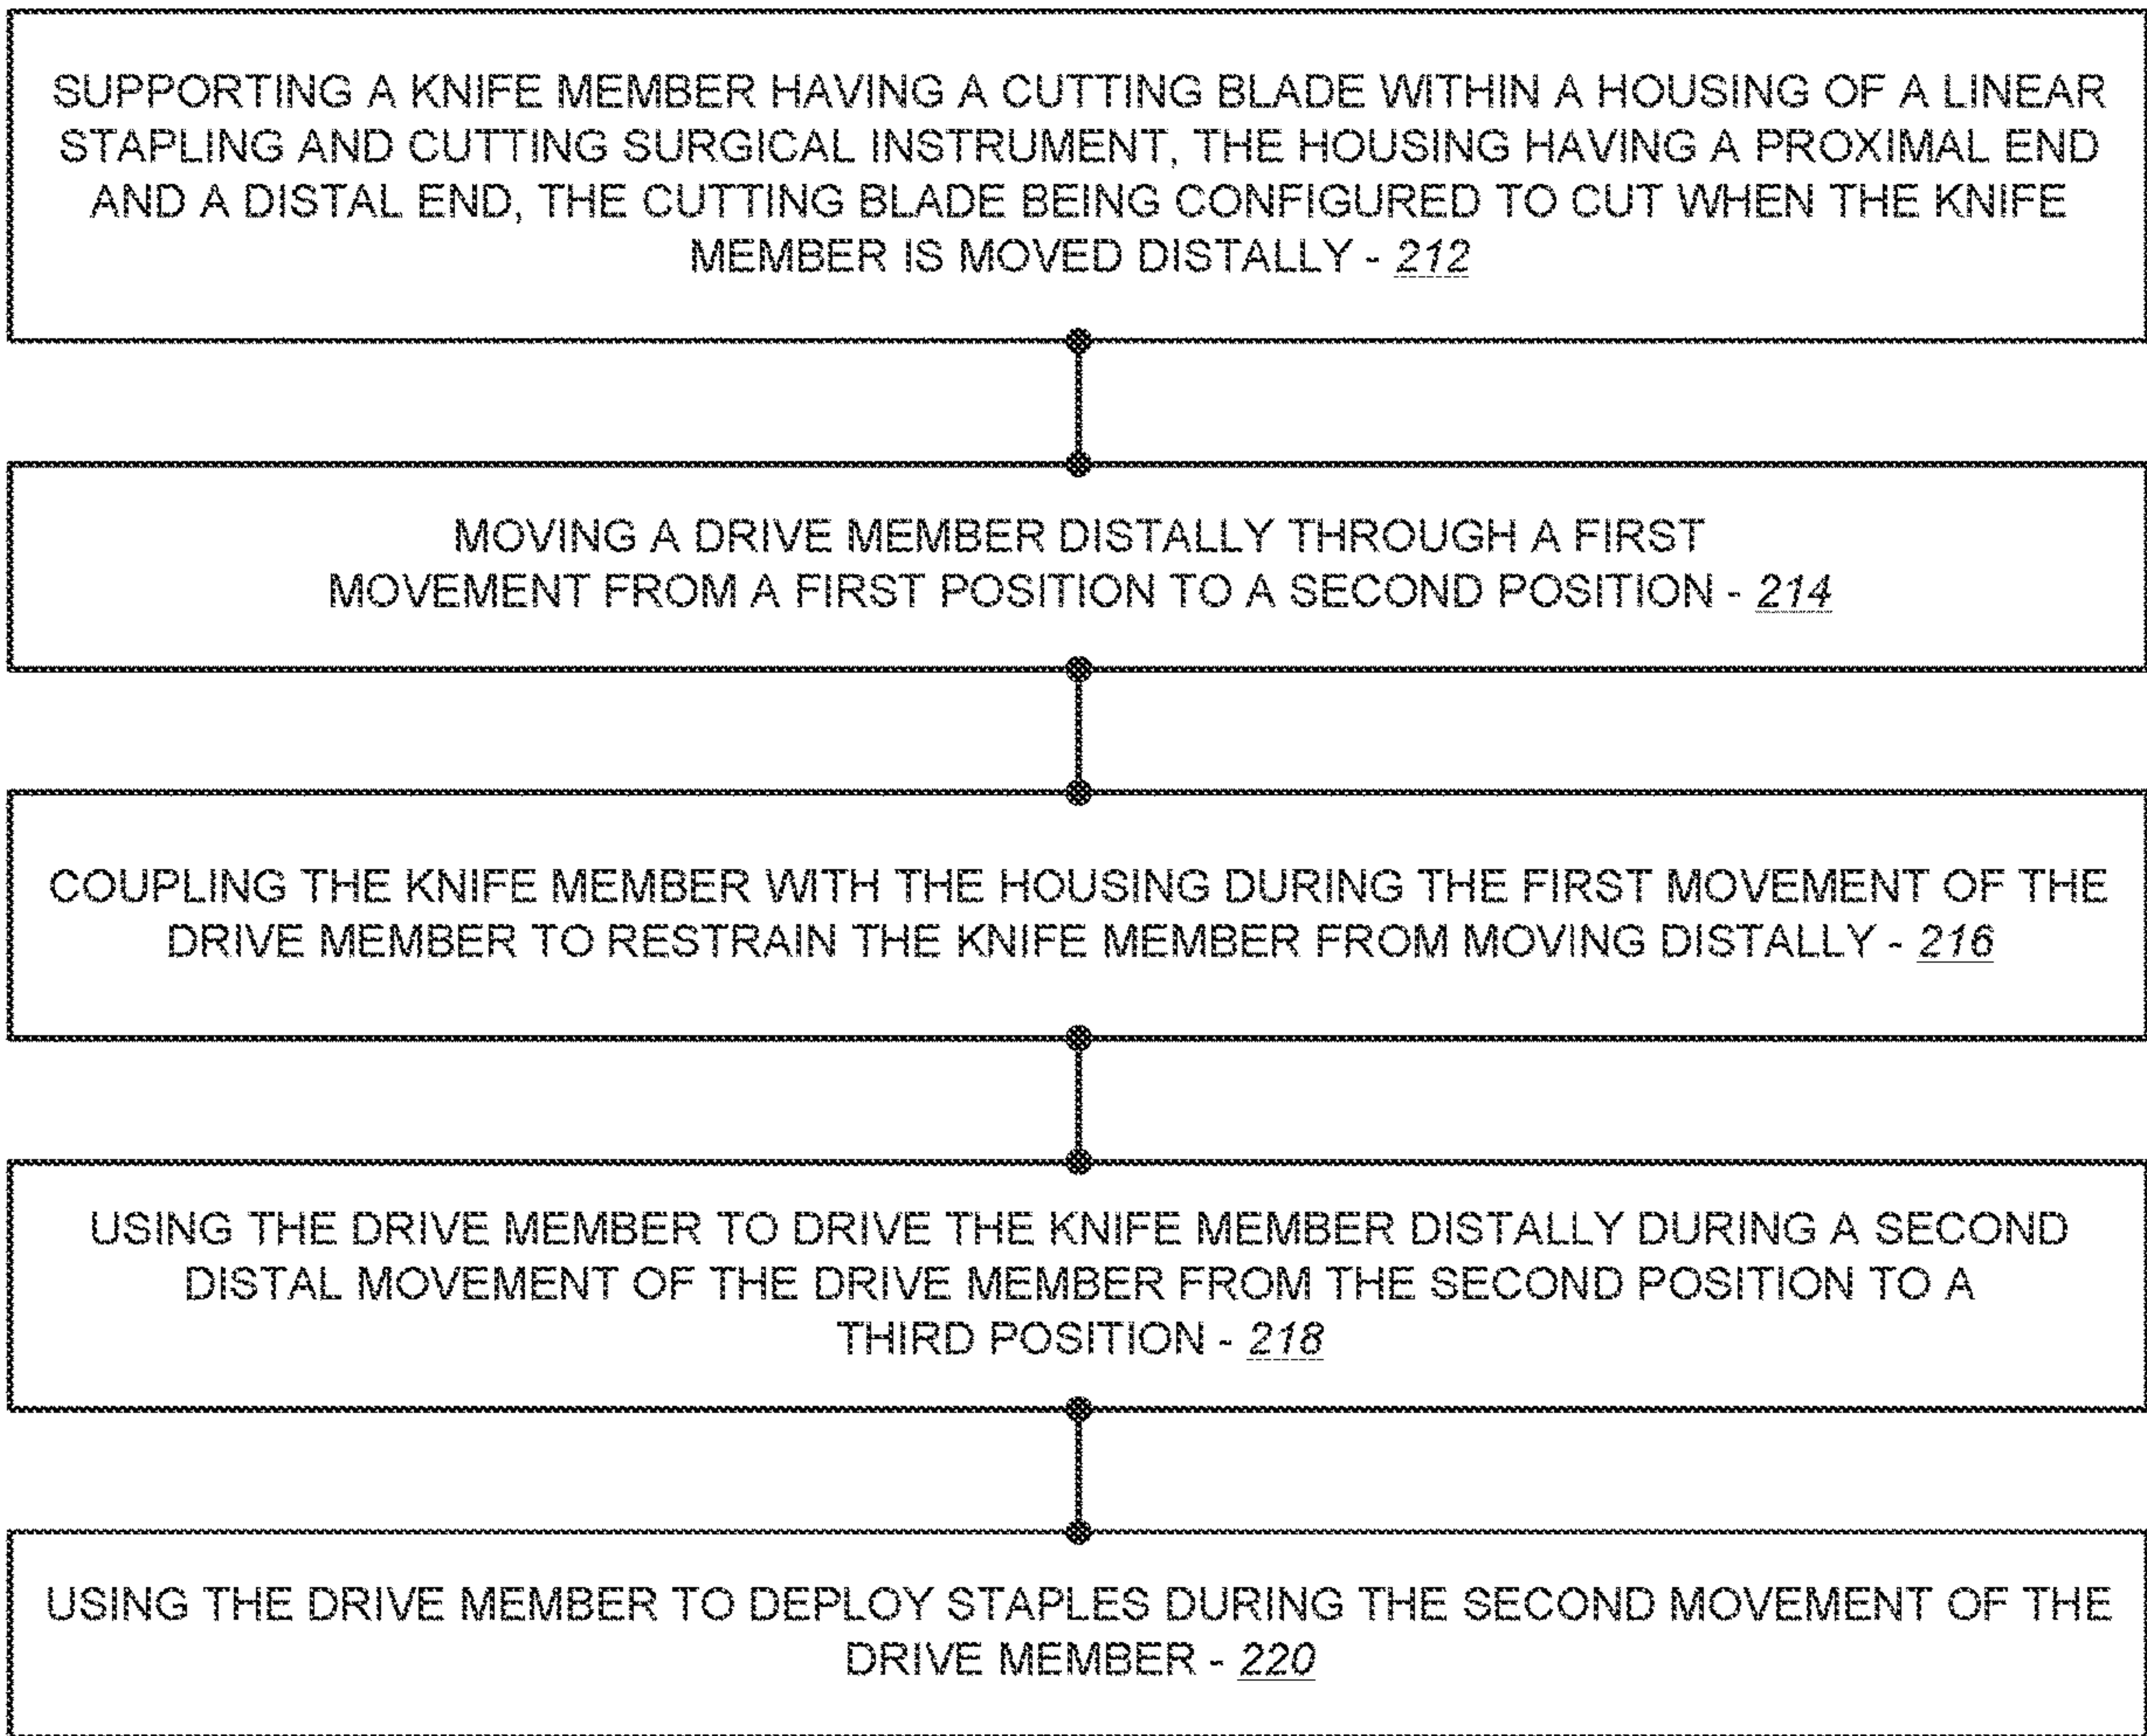 SUPPORTING A KNIFE MEMBER HAVING A CUTTING BLADE WITHIN A HOUSING OF A LINEAR
STAPLING AND CUTTING SURGICAL INSTRUMENT, THE HOUSING HAVING A PROXIMAL END
AND A DISTAL END, THE CUTTING BLADE BEING CONFIGURED TO CUT WHEN THE KNIFE
MEMBER IS MOVED DISTALLY - 212
MOVING A DRIVE MEMBER DISTALLY THROUGH A FIRST
MOVEMENT FROM A FIRST POSITION TO A SECOND POSITION - 214
COUPLING THE KNIFE MEMBER WITH THE HOUSING DURING THE FIRST MOVEMENT OF THE
DRIVE MEMBER TO RESTRAIN THE KNIFE MEMBER FROM MOVING DISTALLY - 216
USING THE DRIVE MEMBER TO DRIVE THE KNIFE MEMBER DISTALLY DURING A SECOND
DISTAL MOVEMENT OF THE DRIVE MEMBER FROM THE SECOND POSITION TO A
THIRD POSITION - 218
USING THE DRIVE MEMBER TO DEPLOY STAPLES DURING THE SECOND MOVEMENT OF THE
DRIVE MEMBER - 220